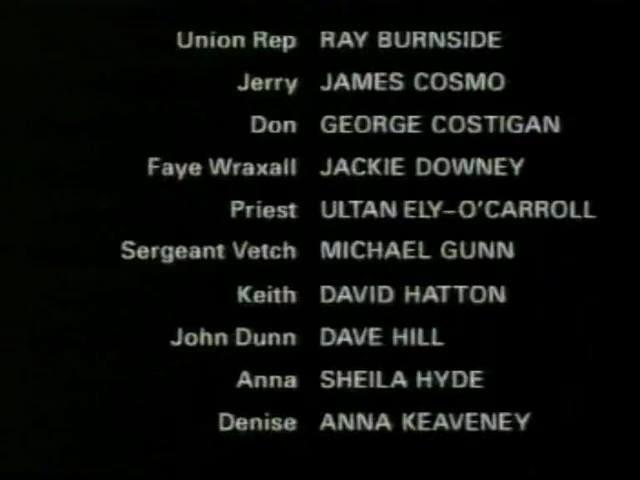 Union Rep RAY BURNSIDE
Jerry JAMES COSMO
Don GEORGE COSTIGAN
Faye Wraxall JACKIE DOWNEY
Priest ULTAN ELY-O'CARROLL
Sergeant Vetch MICHAEL GUNN
Keith DAVID HATTON
John Dunn DAVE HILL
Anna SHEILA HYDE
Denise ANNA KEAVENEY